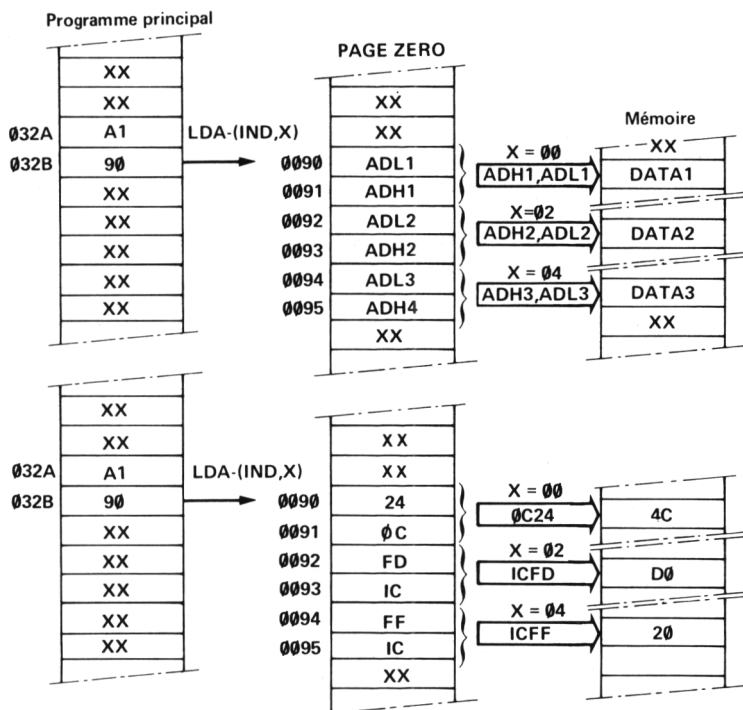 Programme principal
PAGE ZERO
Mémoire
XX
XX
XX
Ø32A A1 LDA-(IND,X) XX X = ØØ XX
Ø32B 9Ø ØØ9Ø ADL1 ADH1,ADL1 DATA1
XX ØØ91 ADH1
XX ØØ92 ADL2 X=Ø2
XX ØØ93 ADH2 ADH2,ADL2 DATA2
XX ØØ94 ADL3 X = Ø4
XX ØØ95 ADH4 ADH3,ADL3 DATA3
XX XX
XX
XX XX
Ø32A A1 LDA-(IND,X) XX X = ØØ
Ø32B 9Ø ØØ9Ø 24 ØC24 4C
XX ØØ91 ØC
XX ØØ92 FD X = Ø2
XX ØØ93 IC ICFD DØ
XX ØØ94 FF X = Ø4
XX ØØ95 IC ICFF 2Ø
XX